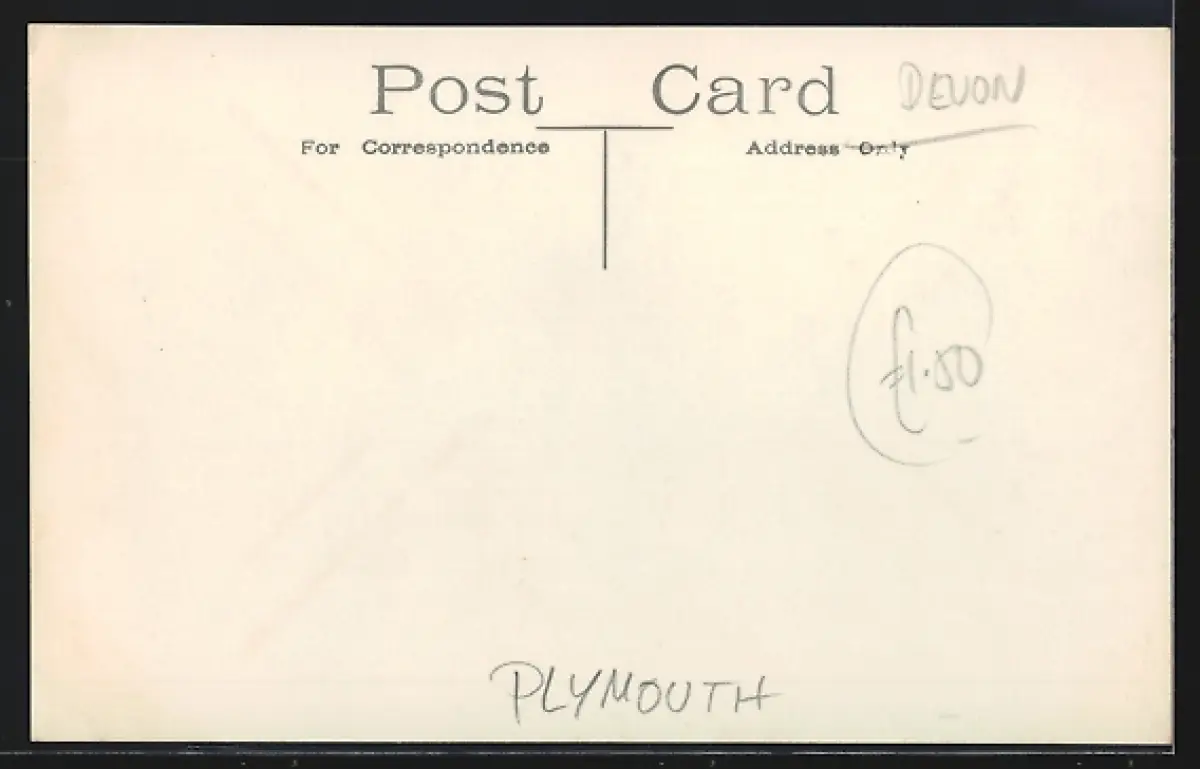 Post Card DEVON
For Correspondence Address Only
£1.50
PLYMOUTH